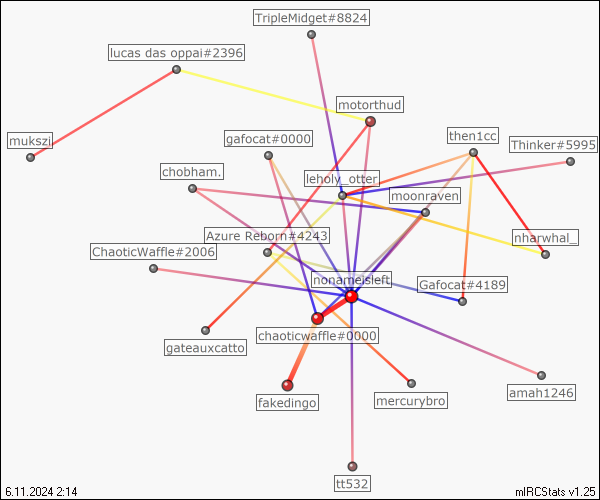 TripleMidget#8824
lucas das oppai#2396
motorthud
mukszi
gafocat#0000
then1cc
Thinker#5995
chobham.
leholy_otter
moonraven
Azure Reborn#4243
nharwhal_
ChaoticWaffle#2006
nonameisleft
Gafocat#4189
chaoticwaffle#0000
gateauxcatto
fakedingo
mercurybro
amah1246
tt532
6.11.2024 2:14
mIRCStats v1.25